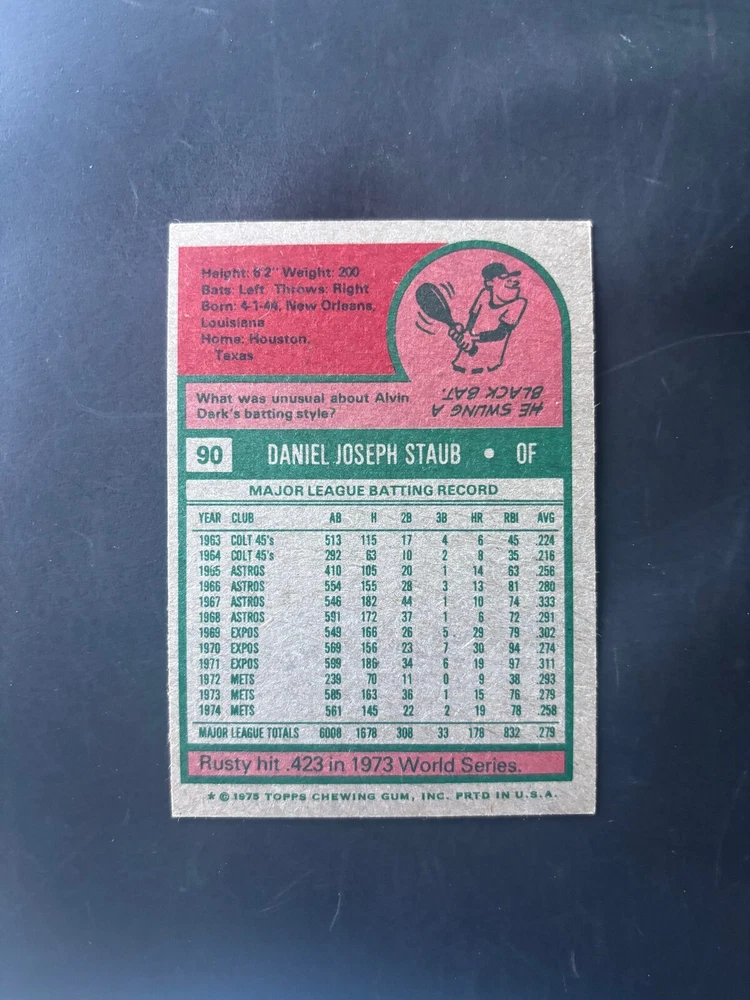 Height: 6'2" Weight: 200
Bats: Left Throws: Right
Born: 4-1-44, New Orleans,
Louisiana
Home: Houston,
Texas
What was unusual about Alvin
Dark's batting style?
HE SWUNG A
BLACK BAT.
90 DANIEL JOSEPH STAUB • OF
MAJOR LEAGUE BATTING RECORD
YEAR CLUB AB H 2B 3B HR RBI AVG
1963 COLT 45's 513 115 17 4 6 45 .224
1964 COLT 45's 292 63 10 2 8 35 .216
1965 ASTROS 410 105 20 1 14 63 .256
1966 ASTROS 554 155 28 3 13 81 .280
1967 ASTROS 546 182 44 1 10 74 .333
1968 ASTROS 591 172 37 1 6 72 .291
1969 EXPOS 549 166 26 5 29 79 .302
1970 EXPOS 569 156 23 7 30 94 .274
1971 EXPOS 599 186 34 6 19 97 .311
1972 METS 239 70 11 0 9 38 .293
1973 METS 585 163 36 1 15 76 .279
1974 METS 561 145 22 2 19 78 .258
MAJOR LEAGUE TOTALS 6008 1678 308 33 178 832 .279
Rusty hit .423 in 1973 World Series.
* © 1975 TOPPS CHEWING GUM, INC. PRTD IN U.S.A.